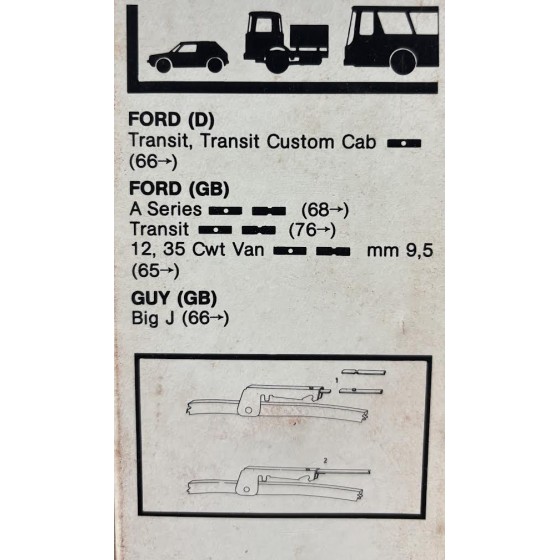 FORD (D)
Transit, Transit Custom Cab
(66→)
FORD (GB)
A Series (68→)
Transit (76→)
12, 35 Cwt Van mm 9,5
(65→)
GUY (GB)
Big J (66→)
1
2